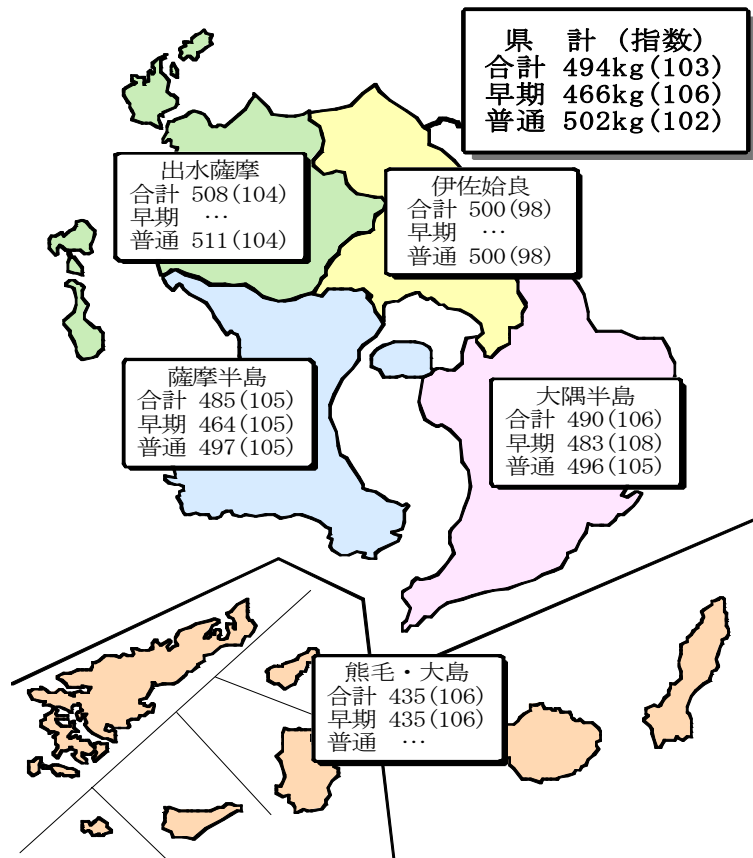 県 計 (指数)
合計 494kg(103)
早期 466kg(106)
普通 502kg(102)
出水薩摩
合計 508(104)
早期 …
普通 511(104)
伊佐姶良
合計 500(98)
早期 …
普通 500(98)
薩摩半島
合計 485(105)
早期 464(105)
普通 497(105)
大隅半島
合計 490(106)
早期 483(108)
普通 496(105)
熊毛・大島
合計 435(106)
早期 435(106)
普通 …